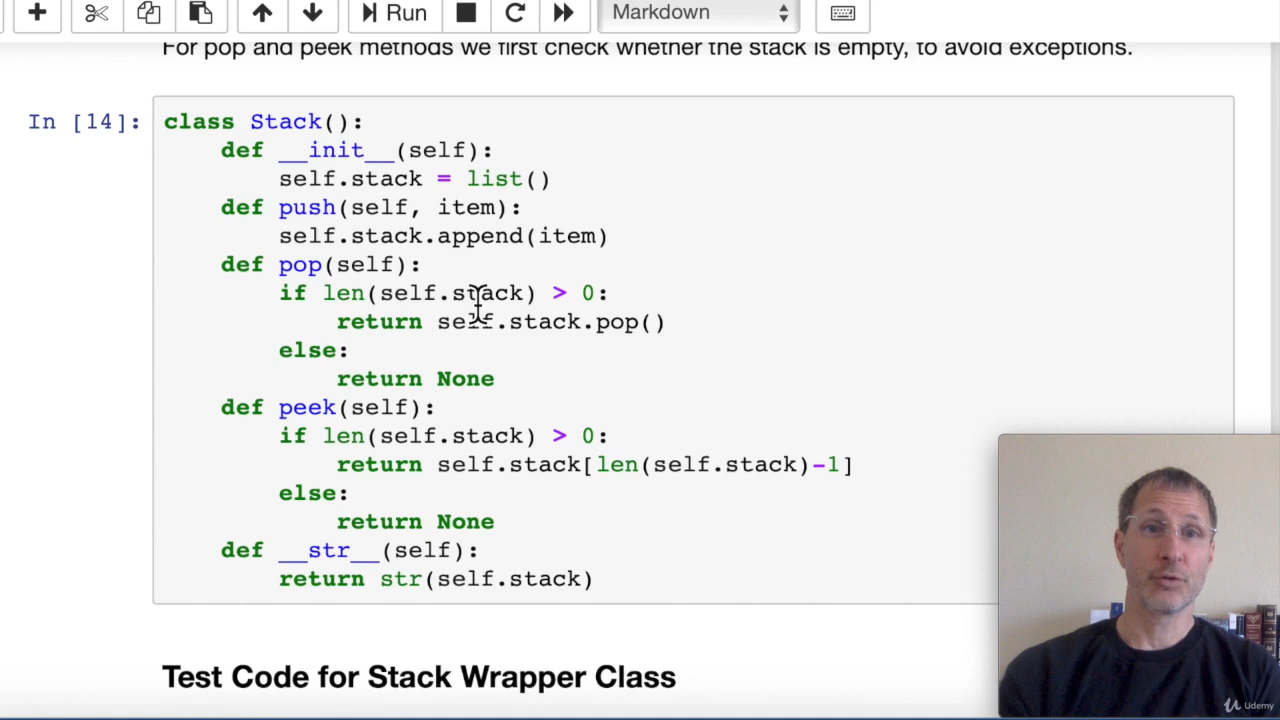 Run
Markdown
For pop and peek methods we first check whether the stack is empty, to avoid exceptions.
In [14]:
class Stack():
    def __init__(self):
        self.stack = list()
    def push(self, item):
        self.stack.append(item)
    def pop(self):
        if len(self.stack) > 0:
            return self.stack.pop()
        else:
            return None
    def peek(self):
        if len(self.stack) > 0:
            return self.stack[len(self.stack)-1]
        else:
            return None
    def __str__(self):
        return str(self.stack)
Test Code for Stack Wrapper Class
Udemy